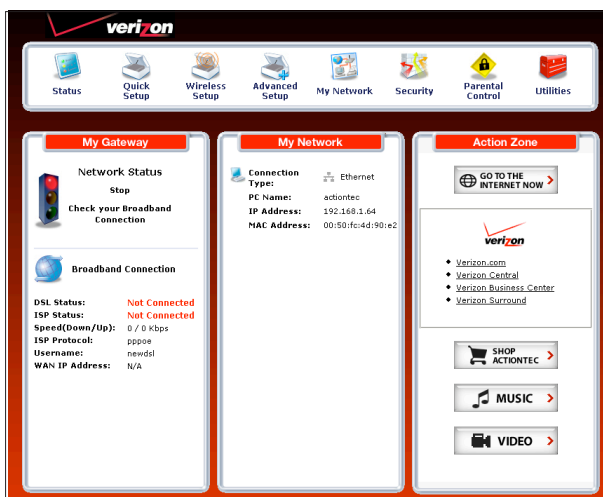 verizon
Status
Quick Setup
Wireless Setup
Advanced Setup
My Network
Security
Parental Control
Utilities
My Gateway
Network Status
Stop
Check your Broadband
Connection
Broadband Connection
DSL Status: Not Connected
ISP Status: Not Connected
Speed(Down/Up): 0 / 0 Kbps
ISP Protocol: pppoe
Username: newdsl
WAN IP Address: N/A
My Network
Connection Type: Ethernet
PC Name: actiontec
IP Address: 192.168.1.64
MAC Address: 00:50:fc:4d:90:e2
Action Zone
GO TO THE
INTERNET NOW
verizon
Verizon.com
Verizon Central
Verizon Business Center
Verizon Surround
SHOP
ACTIONTEC
MUSIC
VIDEO